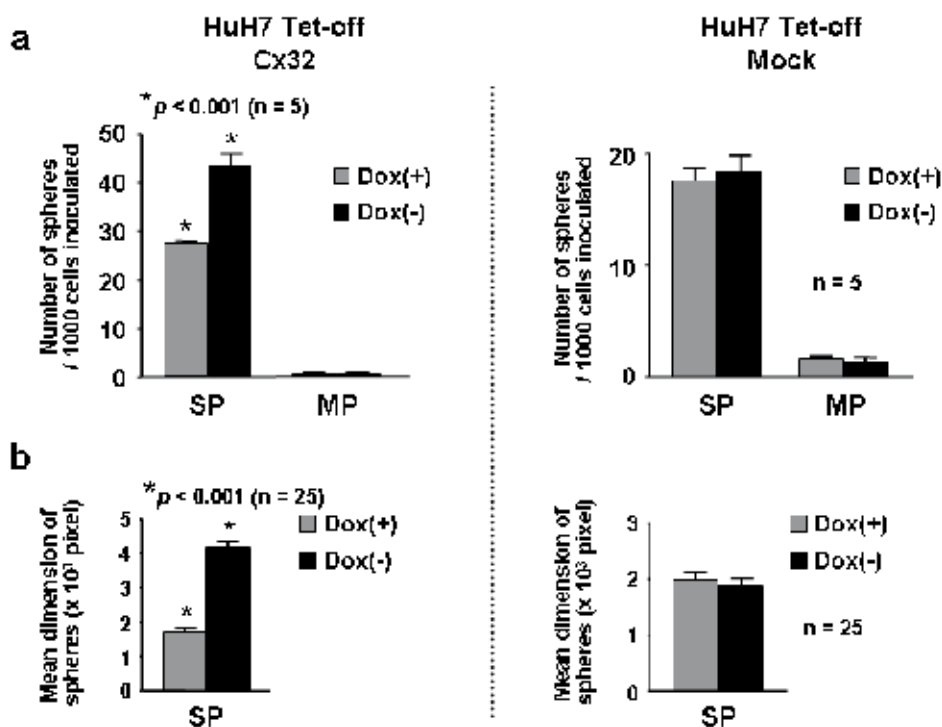 a
HuH7 Tet-off
Cx32
* p < 0.001 (n = 5)
Number of spheres
/ 1000 cells inoculated
50
40
30
20
10
0
*
*
Dox(+)
Dox(-)
SP MP
HuH7 Tet-off
Mock
Number of spheres
/ 1000 cells inoculated
20
10
0
Dox(+)
Dox(-)
n = 5
SP MP
b
* p < 0.001 (n = 25)
Mean dimension of
spheres (x 10³ pixel)
5
4
3
2
1
0
*
*
Dox(+)
Dox(-)
SP
Mean dimension of
spheres (x 10³ pixel)
3
2
1
0
Dox(+)
Dox(-)
n = 25
SP